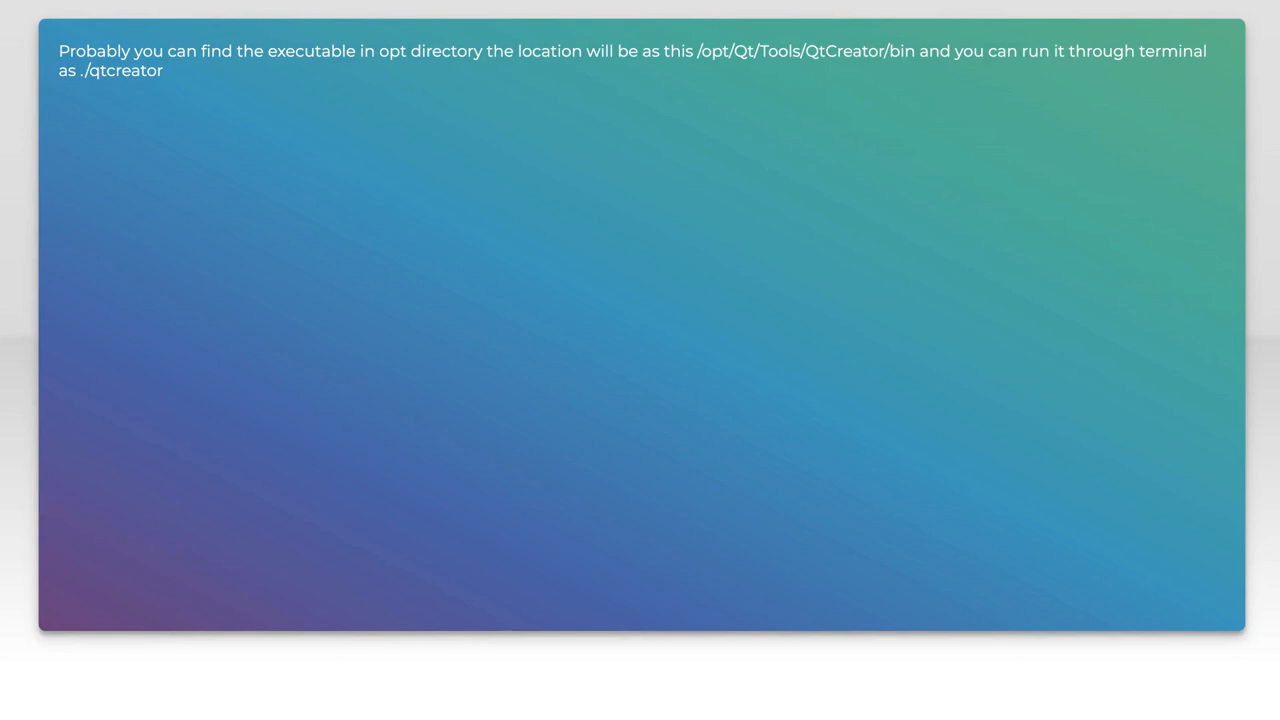 Probably you can find the executable in opt directory the location will be as this /opt/Qt/Tools/QtCreator/bin and you can run it through terminal
as ./qtcreator